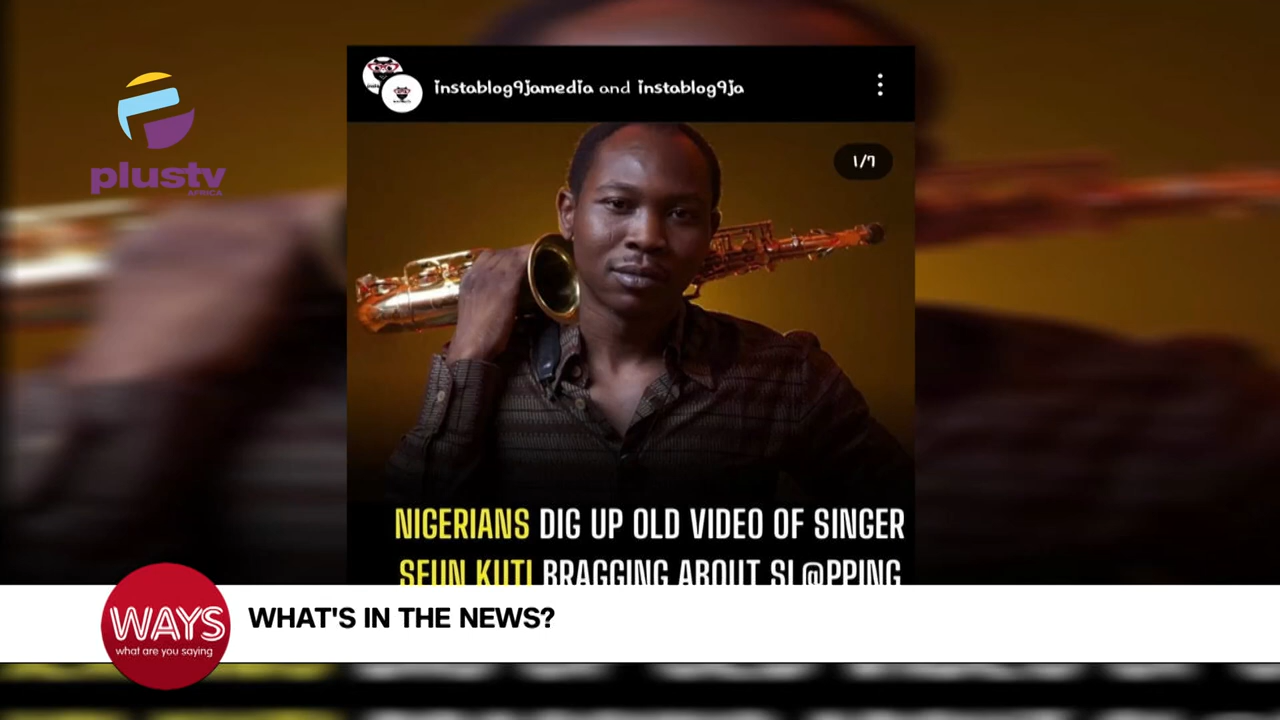 instablog9jamedia and instablog9ja
1/7
plustv
AFRICA
NIGERIANS DIG UP OLD VIDEO OF SINGER
SEUN KUTI BRAGGING ABOUT SL@PPING
WAYS
what are you saying
WHAT'S IN THE NEWS?